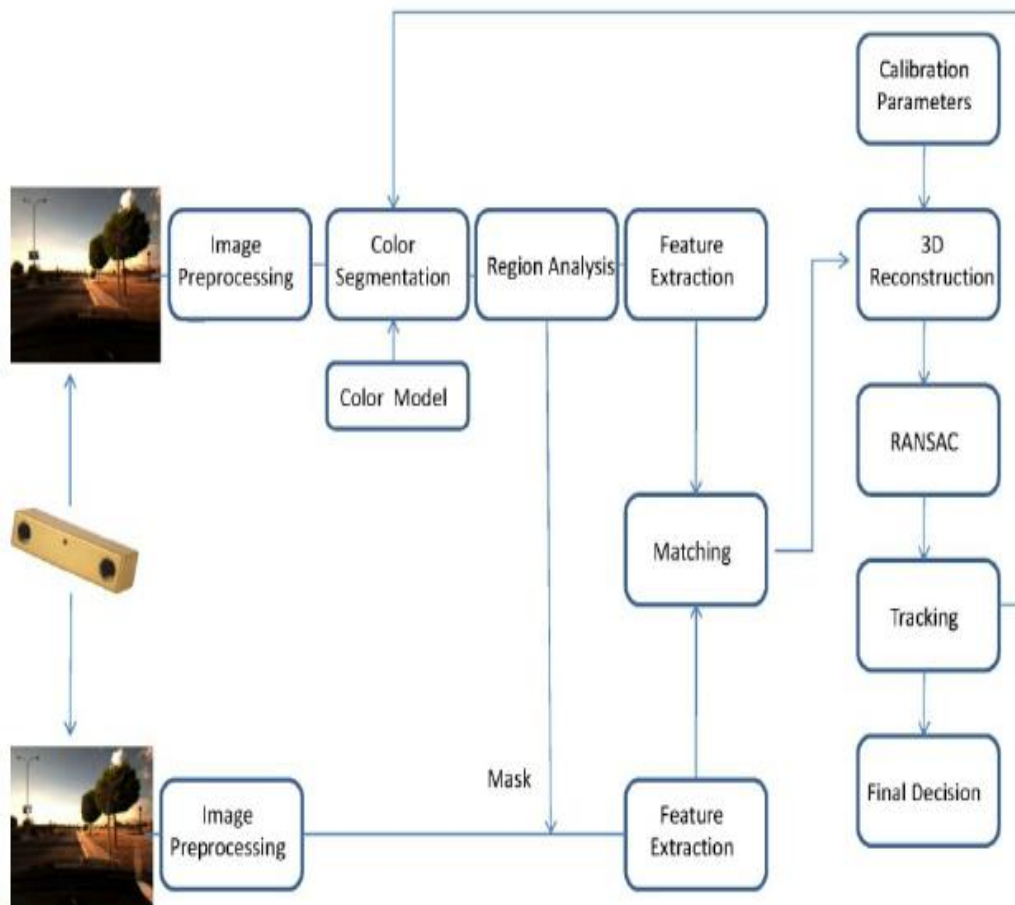 Calibration
Parameters
Image
Preprocessing
Color
Segmentation
Region Analysis
Feature
Extraction
3D
Reconstruction
Color Model
RANSAC
Matching
Tracking
Mask
Image
Preprocessing
Feature
Extraction
Final Decision